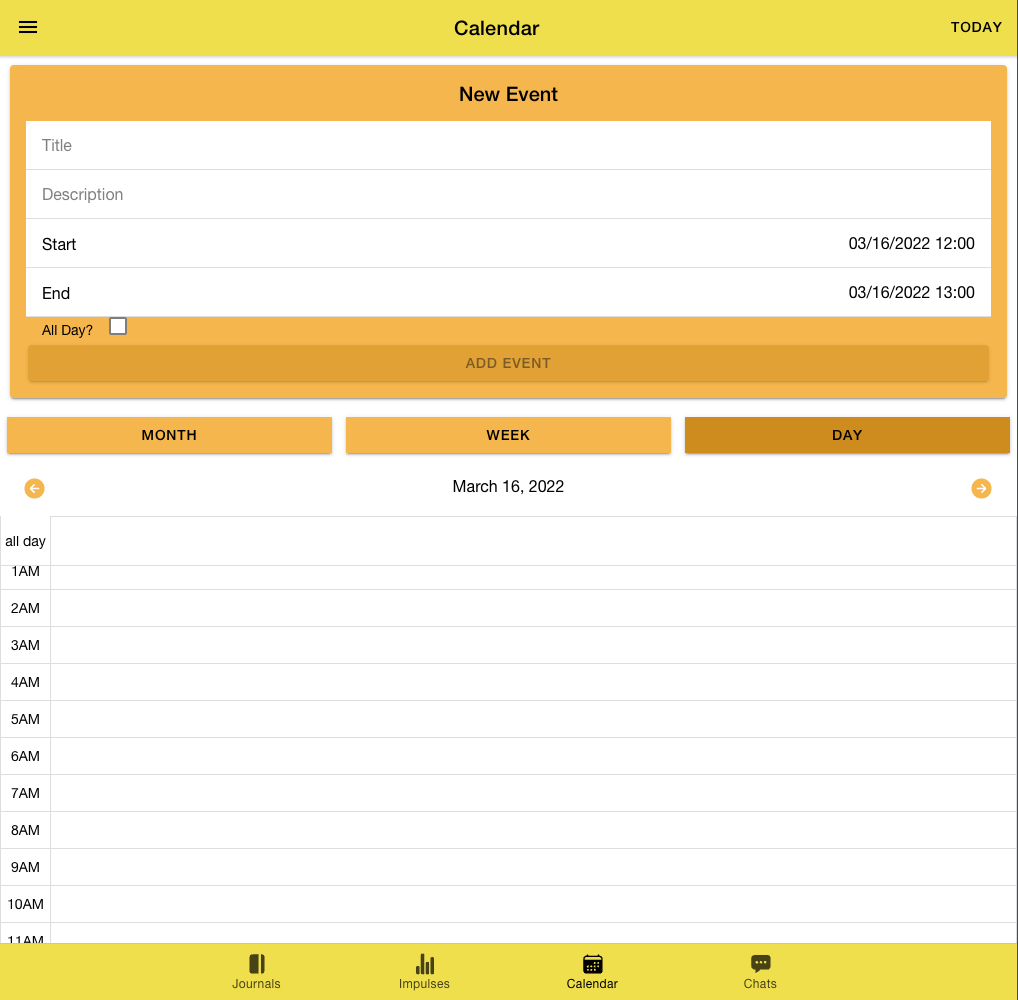 Calendar
TODAY
New Event
Title
Description
Start 03/16/2022 12:00
End 03/16/2022 13:00
All Day?
ADD EVENT
MONTH WEEK DAY
March 16, 2022
all day
1AM
2AM
3AM
4AM
5AM
6AM
7AM
8AM
9AM
10AM
11AM
Journals Impulses Calendar Chats